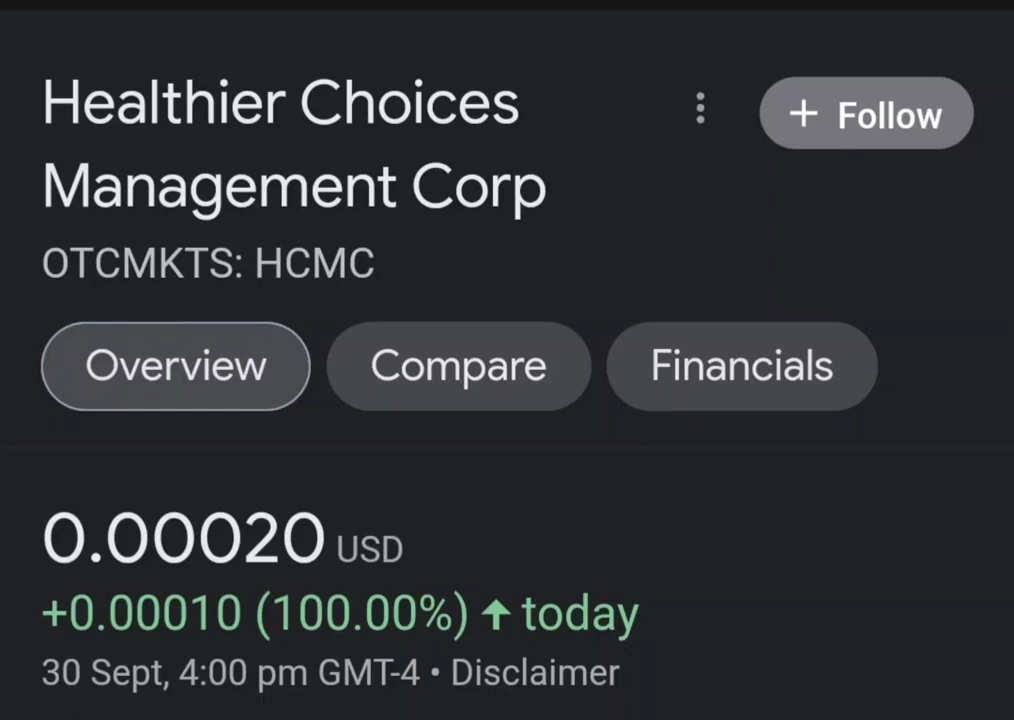 Healthier Choices
Management Corp
+ Follow
OTCMKTS: HCMC
Overview Compare Financials
0.00020 USD
+0.00010 (100.00%) ↑ today
30 Sept, 4:00 pm GMT-4 • Disclaimer